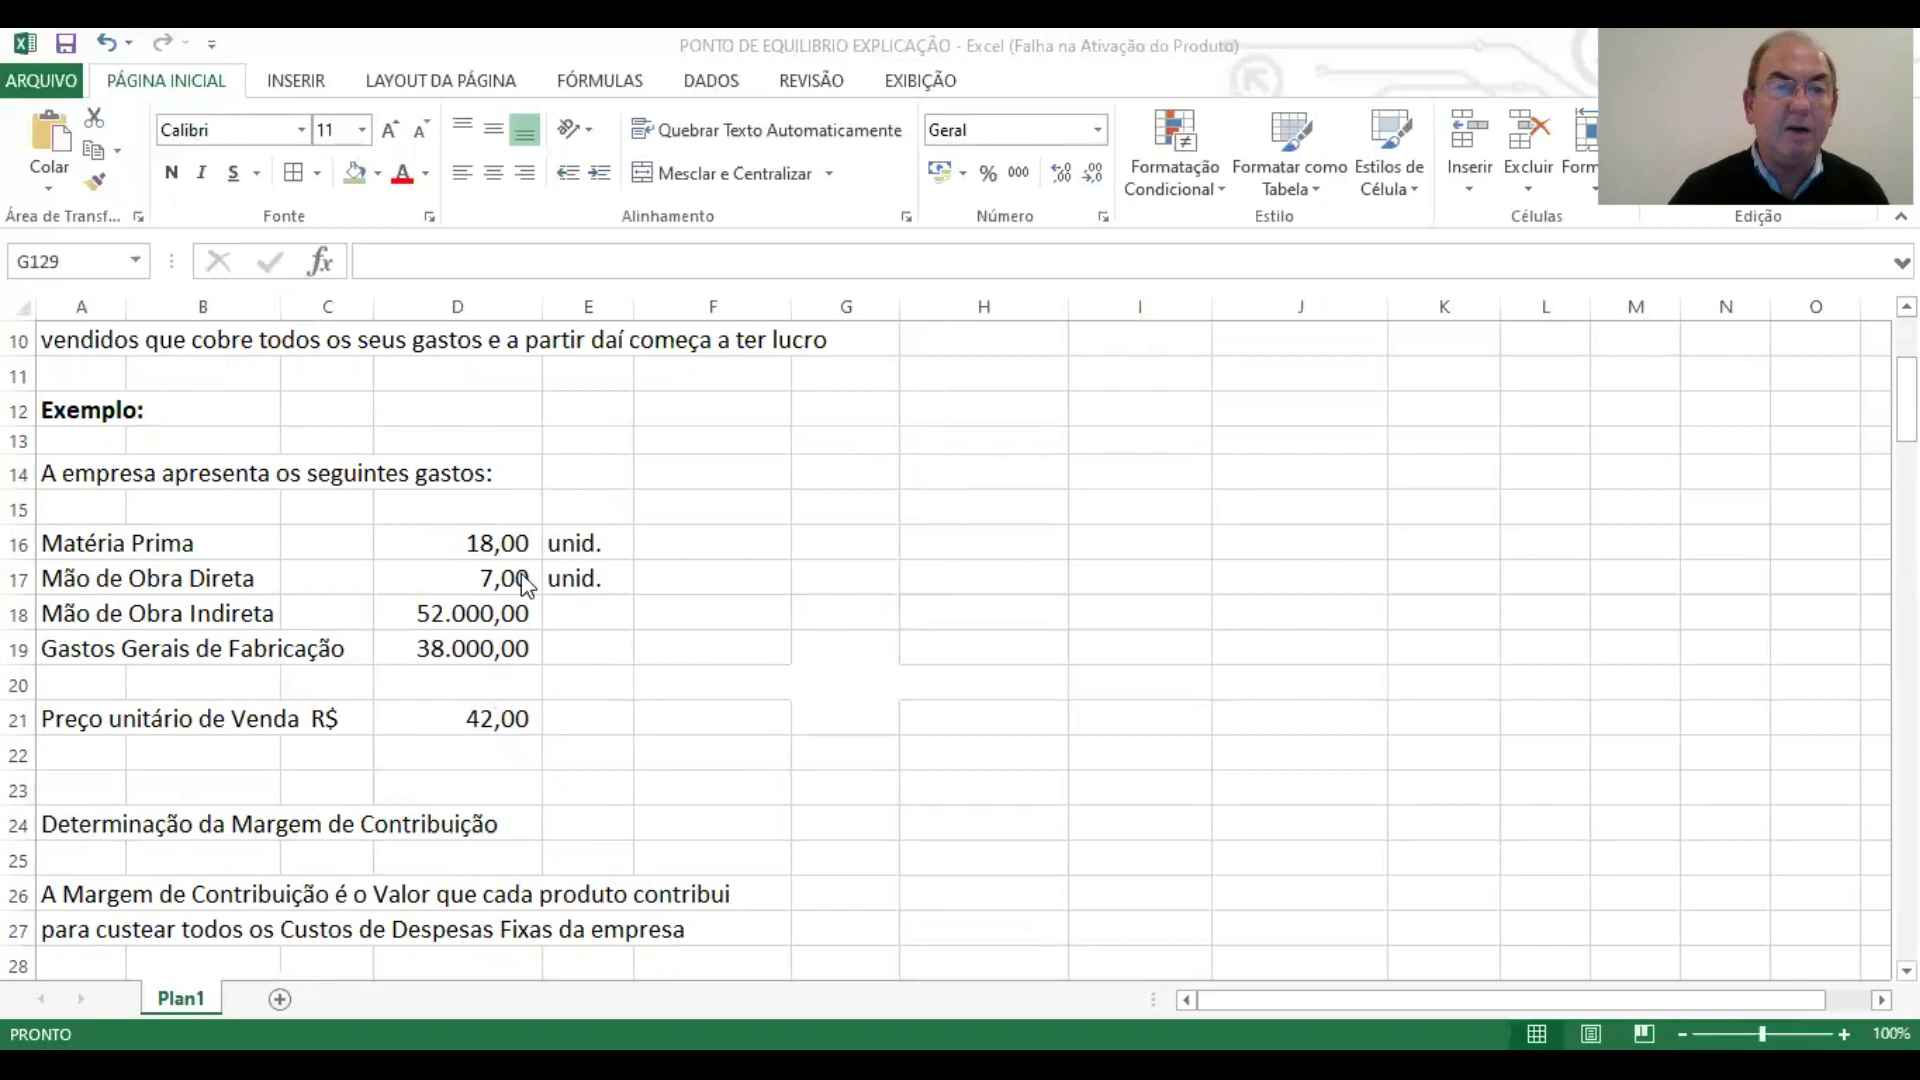 PONTO DE EQUILIBRIO EXPLICAÇÃO - Excel (Falha na Ativação do Produto)
ARQUIVO PÁGINA INICIAL INSERIR LAYOUT DA PÁGINA FÓRMULAS DADOS REVISÃO EXIBIÇÃO
Colar
Calibri 11
N I S
Quebrar Texto Automaticamente
Mesclar e Centralizar
Geral
% 000
Formatação Condicional
Formatar como Tabela
Estilos de Célula
Inserir Excluir Form
Área de Transf... Fonte Alinhamento Número Estilo Células Edição
G129 fx
A B C D E F G H I J K L M N O
10 vendidos que cobre todos os seus gastos e a partir daí começa a ter lucro
11
12 Exemplo:
13
14 A empresa apresenta os seguintes gastos:
15
16 Matéria Prima 18,00 unid.
17 Mão de Obra Direta 7,00 unid.
18 Mão de Obra Indireta 52.000,00
19 Gastos Gerais de Fabricação 38.000,00
20
21 Preço unitário de Venda R$ 42,00
22
23
24 Determinação da Margem de Contribuição
25
26 A Margem de Contribuição é o Valor que cada produto contribui
27 para custear todos os Custos de Despesas Fixas da empresa
28
Plan1
PRONTO 100%